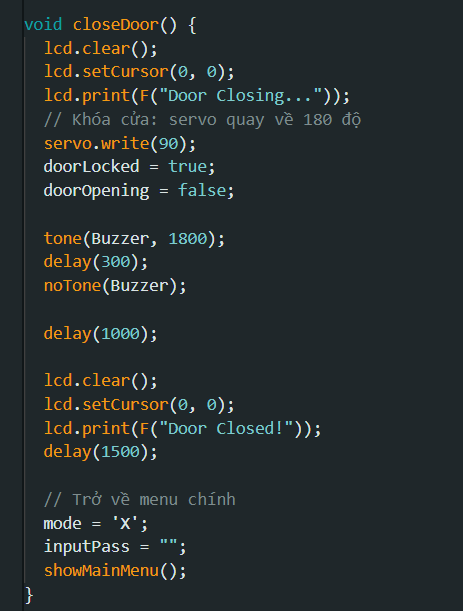 void closeDoor() {
  lcd.clear();
  lcd.setCursor(0, 0);
  lcd.print(F("Door Closing..."));
  // Khóa cửa: servo quay về 180 độ
  servo.write(90);
  doorLocked = true;
  doorOpening = false;

  tone(Buzzer, 1800);
  delay(300);
  noTone(Buzzer);

  delay(1000);

  lcd.clear();
  lcd.setCursor(0, 0);
  lcd.print(F("Door Closed!"));
  delay(1500);

  // Trở về menu chính
  mode = 'X';
  inputPass = "";
  showMainMenu();
}